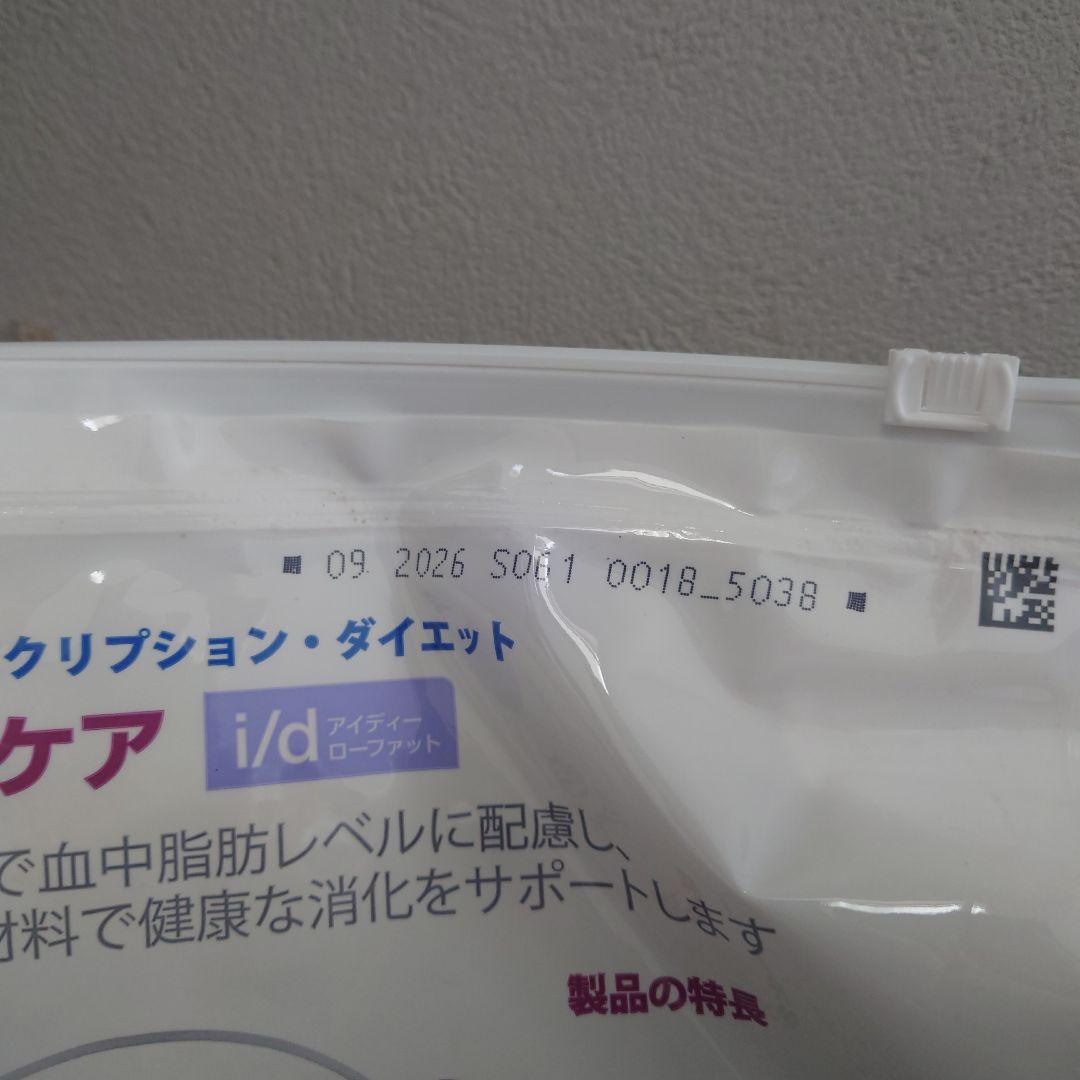 09 2026 S061 0018_5038
クリプション・ダイエット
ケア
i/d アイディー
ローファット
で血中脂肪レベルに配慮し、
材料で健康な消化をサポートします
製品の特長